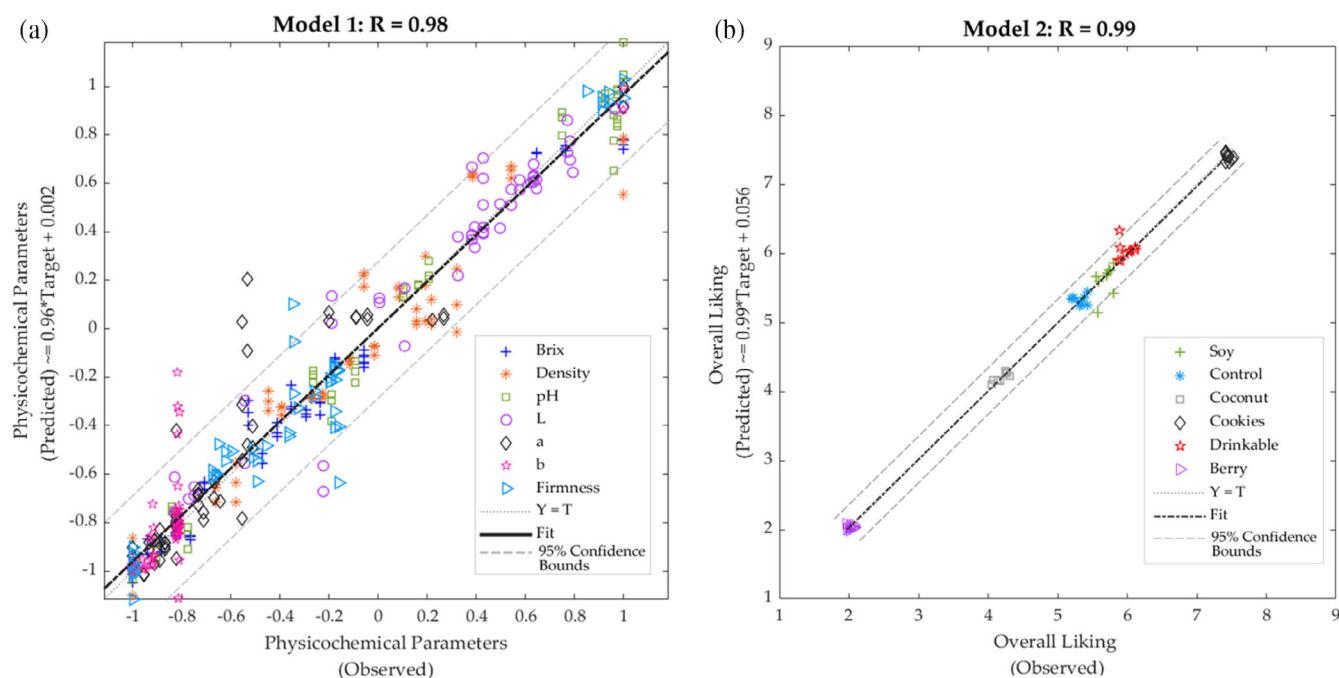 (a)
Model 1: R = 0.98
Physicochemical Parameters
(Predicted) ~= 0.96*Target + 0.002
1
0.8
0.6
0.4
0.2
0
-0.2
-0.4
-0.6
-0.8
-1
Brix
Density
pH
L
a
b
Firmness
Y = T
Fit
95% Confidence
Bounds
-1
-0.8
-0.6
-0.4
-0.2
0
0.2
0.4
0.6
0.8
1
Physicochemical Parameters
(Observed)
(b)
Model 2: R = 0.99
Overall Liking
(Predicted) ~= 0.99*Target + 0.056
9
8
7
6
5
4
3
2
1
Soy
Control
Coconut
Cookies
Drinkable
Berry
Y = T
Fit
95% Confidence
Bounds
1
2
3
4
5
6
7
8
9
Overall Liking
(Observed)